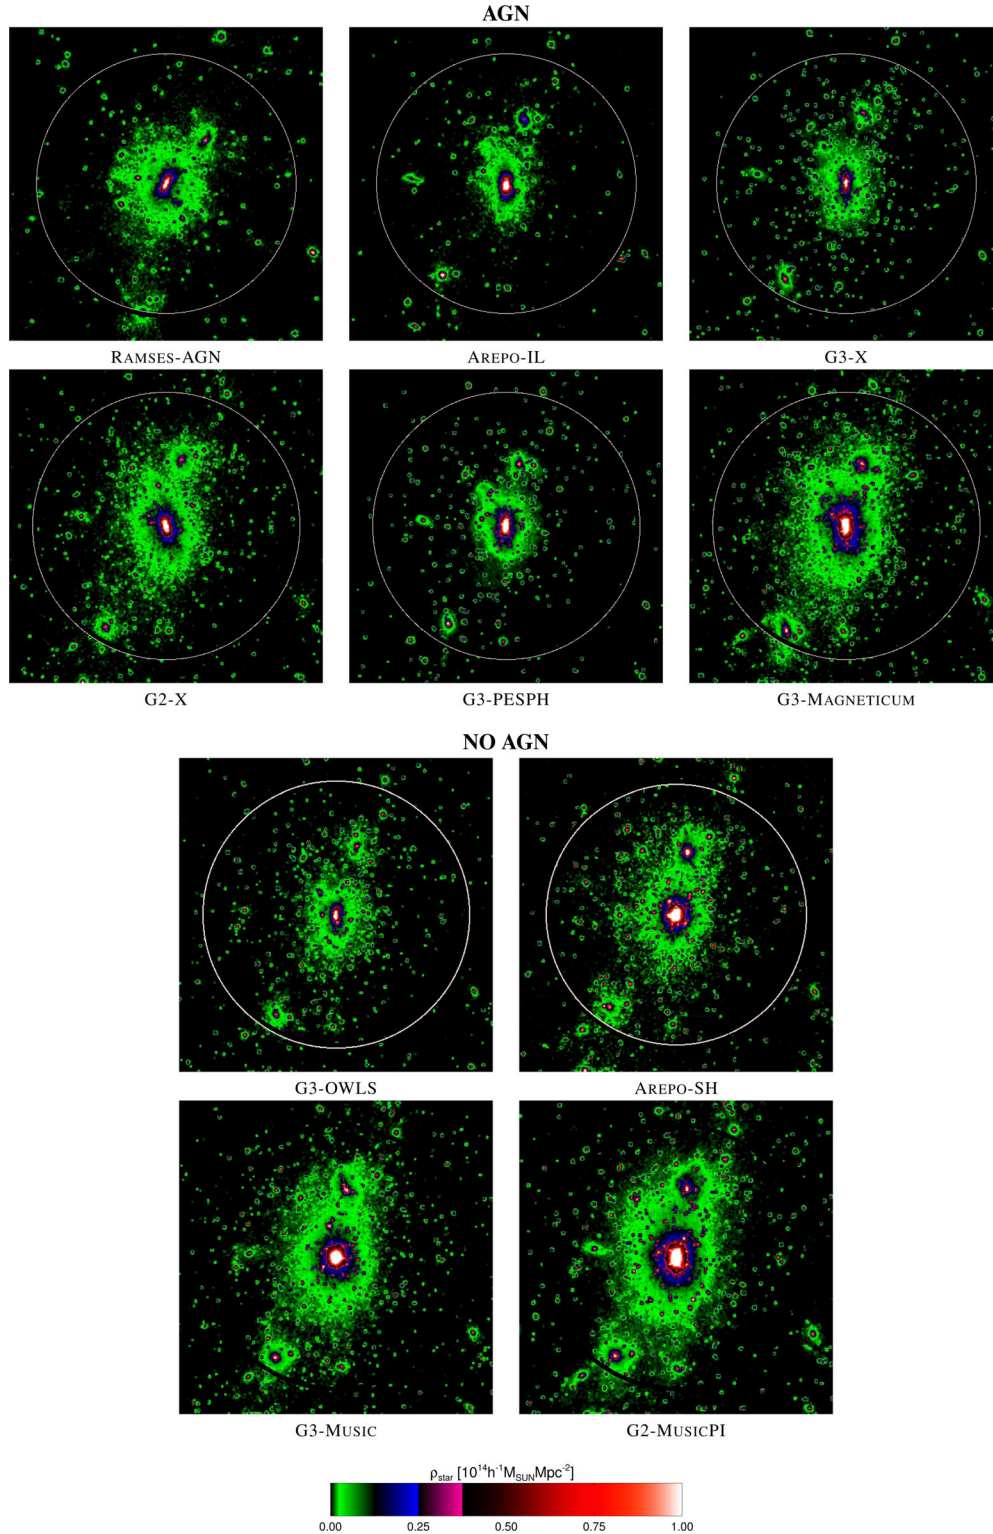 AGN
RAMSES-AGN AREPO-IL G3-X
G2-X G3-PESPH G3-MAGNETICUM
NO AGN
G3-OWLS AREPO-SH
G3-MUSIC G2-MUSICPI
ρstar [10^14h^-1MSUNMpc^-2]
0.00 0.25 0.50 0.75 1.00